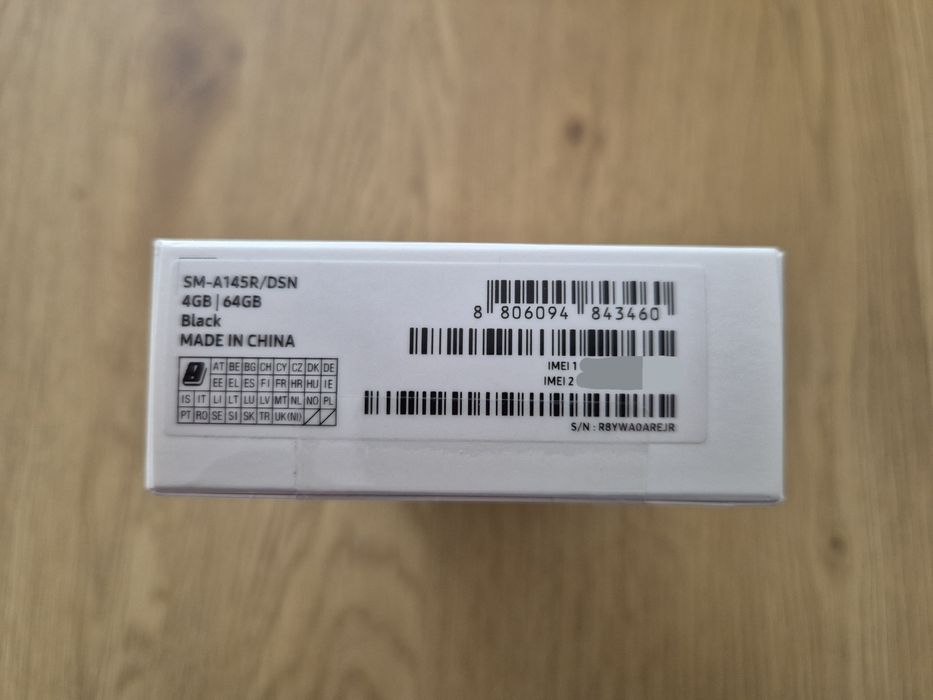 SM-A145R/DSN
4GB | 64GB
Black
MADE IN CHINA
AT BE BG CH CY CZ DK DE
EE EL ES FI FR HR HU IE
IS IT LI LT LU LV MT NL NO PL
PT RO SE SI SK TR UK(NI)
8 806094 843460
IMEI 1
IMEI 2
S/N : R8YWA0AREJR